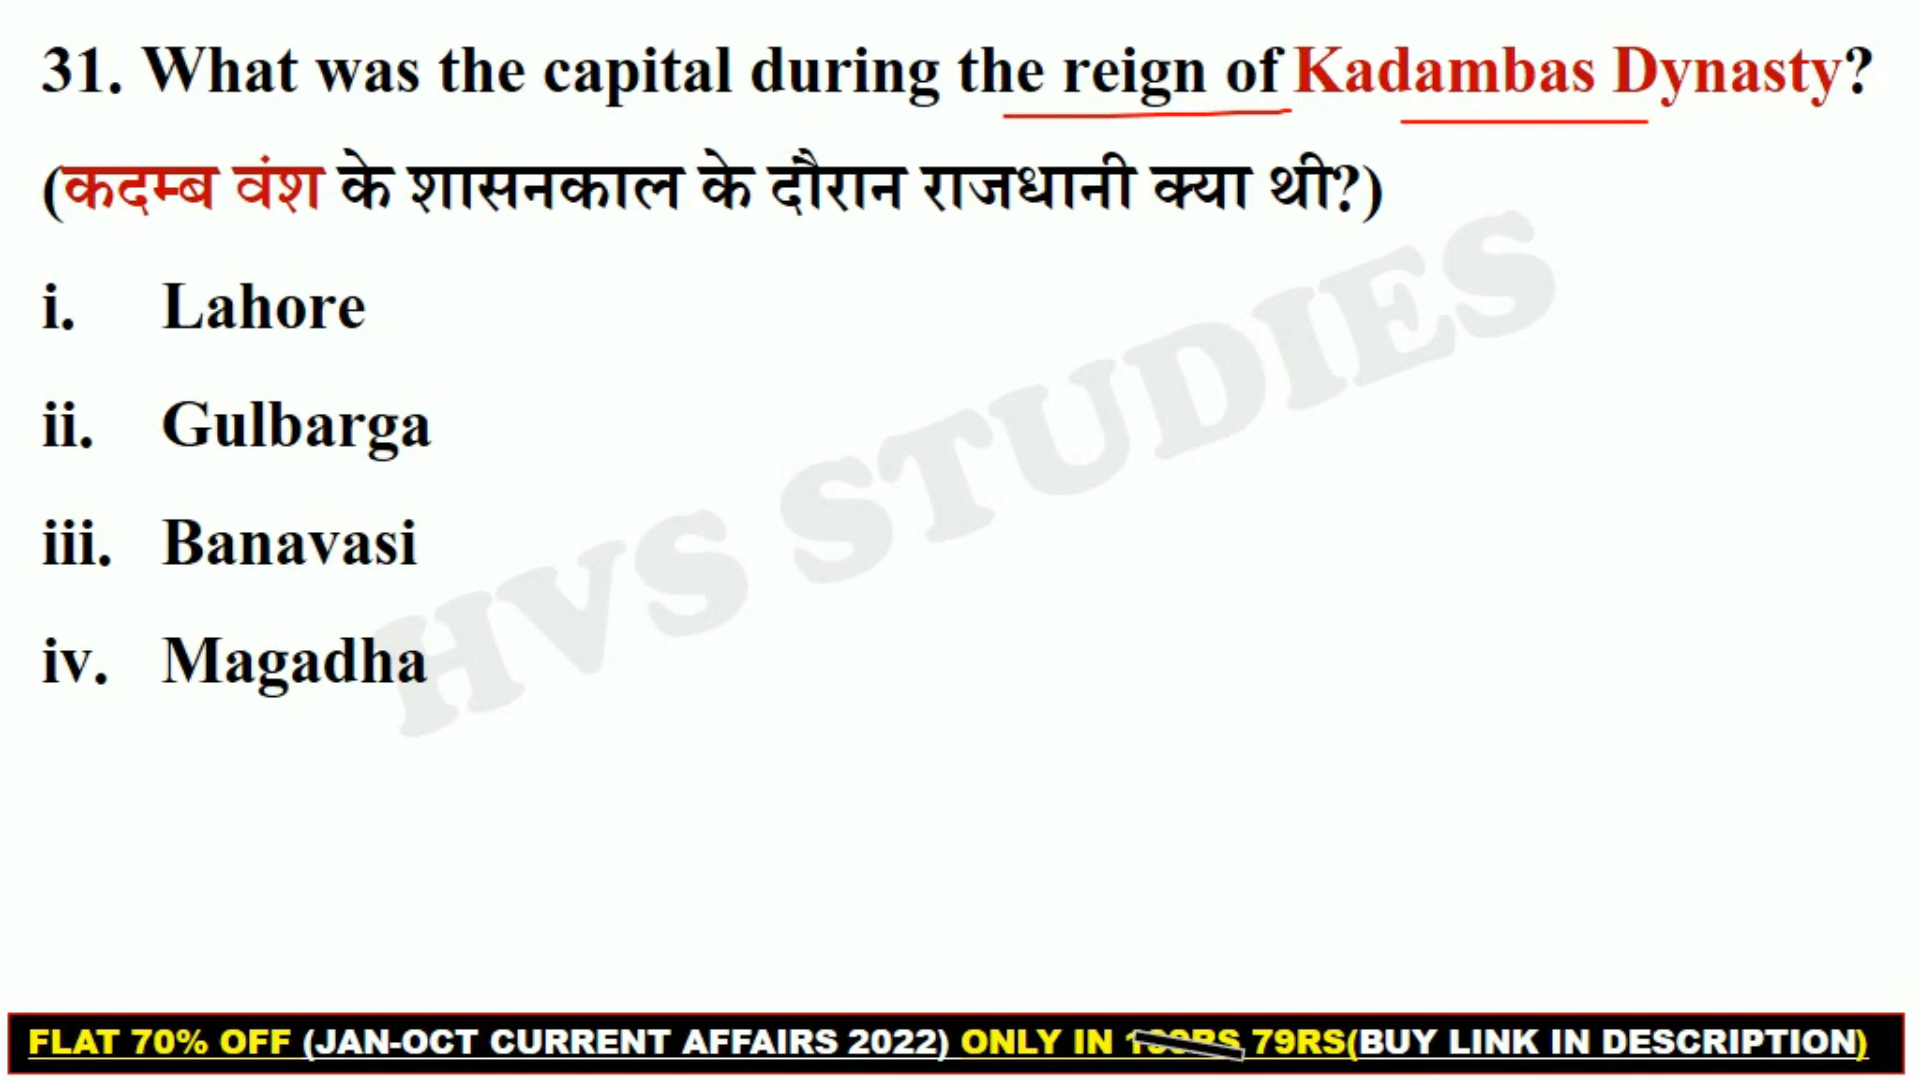 31. What was the capital during the reign of Kadambas Dynasty?
(कदम्ब वंश के शासनकाल के दौरान राजधानी क्या थी?)
i. Lahore
ii. Gulbarga
iii. Banavasi
iv. Magadha
HVS STUDIES
FLAT 70% OFF (JAN-OCT CURRENT AFFAIRS 2022) ONLY IN 79RS(BUY LINK IN DESCRIPTION)